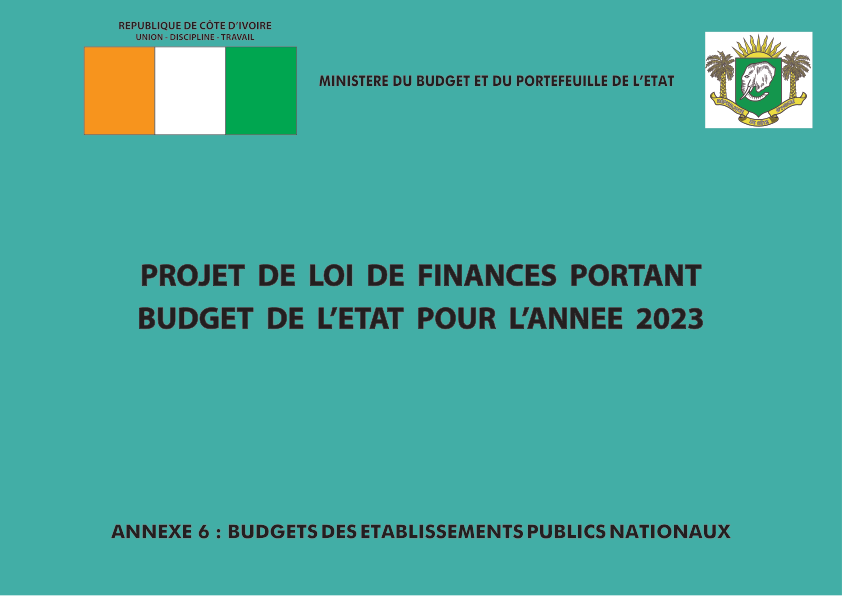 REPUBLIQUE DE CÔTE D'IVOIRE
UNION - DISCIPLINE - TRAVAIL
MINISTERE DU BUDGET ET DU PORTEFEUILLE DE L'ETAT
PROJET DE LOI DE FINANCES PORTANT
BUDGET DE L'ETAT POUR L'ANNEE 2023
ANNEXE 6 : BUDGETS DES ETABLISSEMENTS PUBLICS NATIONAUX